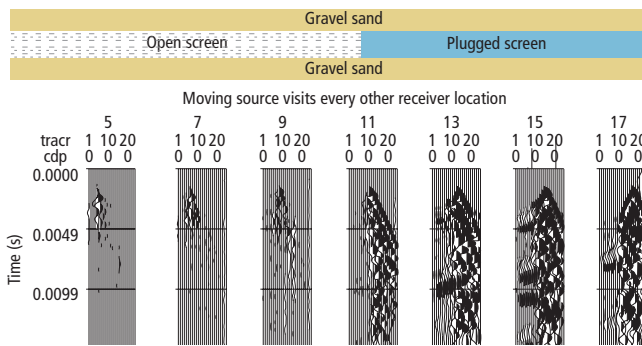 Gravel sand
Open screen Plugged screen
Gravel sand
Moving source visits every other receiver location
5 7 9 11 13 15 17
tracr 1 10 20 1 10 20 1 10 20 1 10 20 1 10 20 1 10 20 1 10 20
cdp 0 0 0 0 0 0 0 0 0 0 0 0 0 0 0 0 0 0 0 0 0
0.0000
0.0049
0.0099
Time (s)